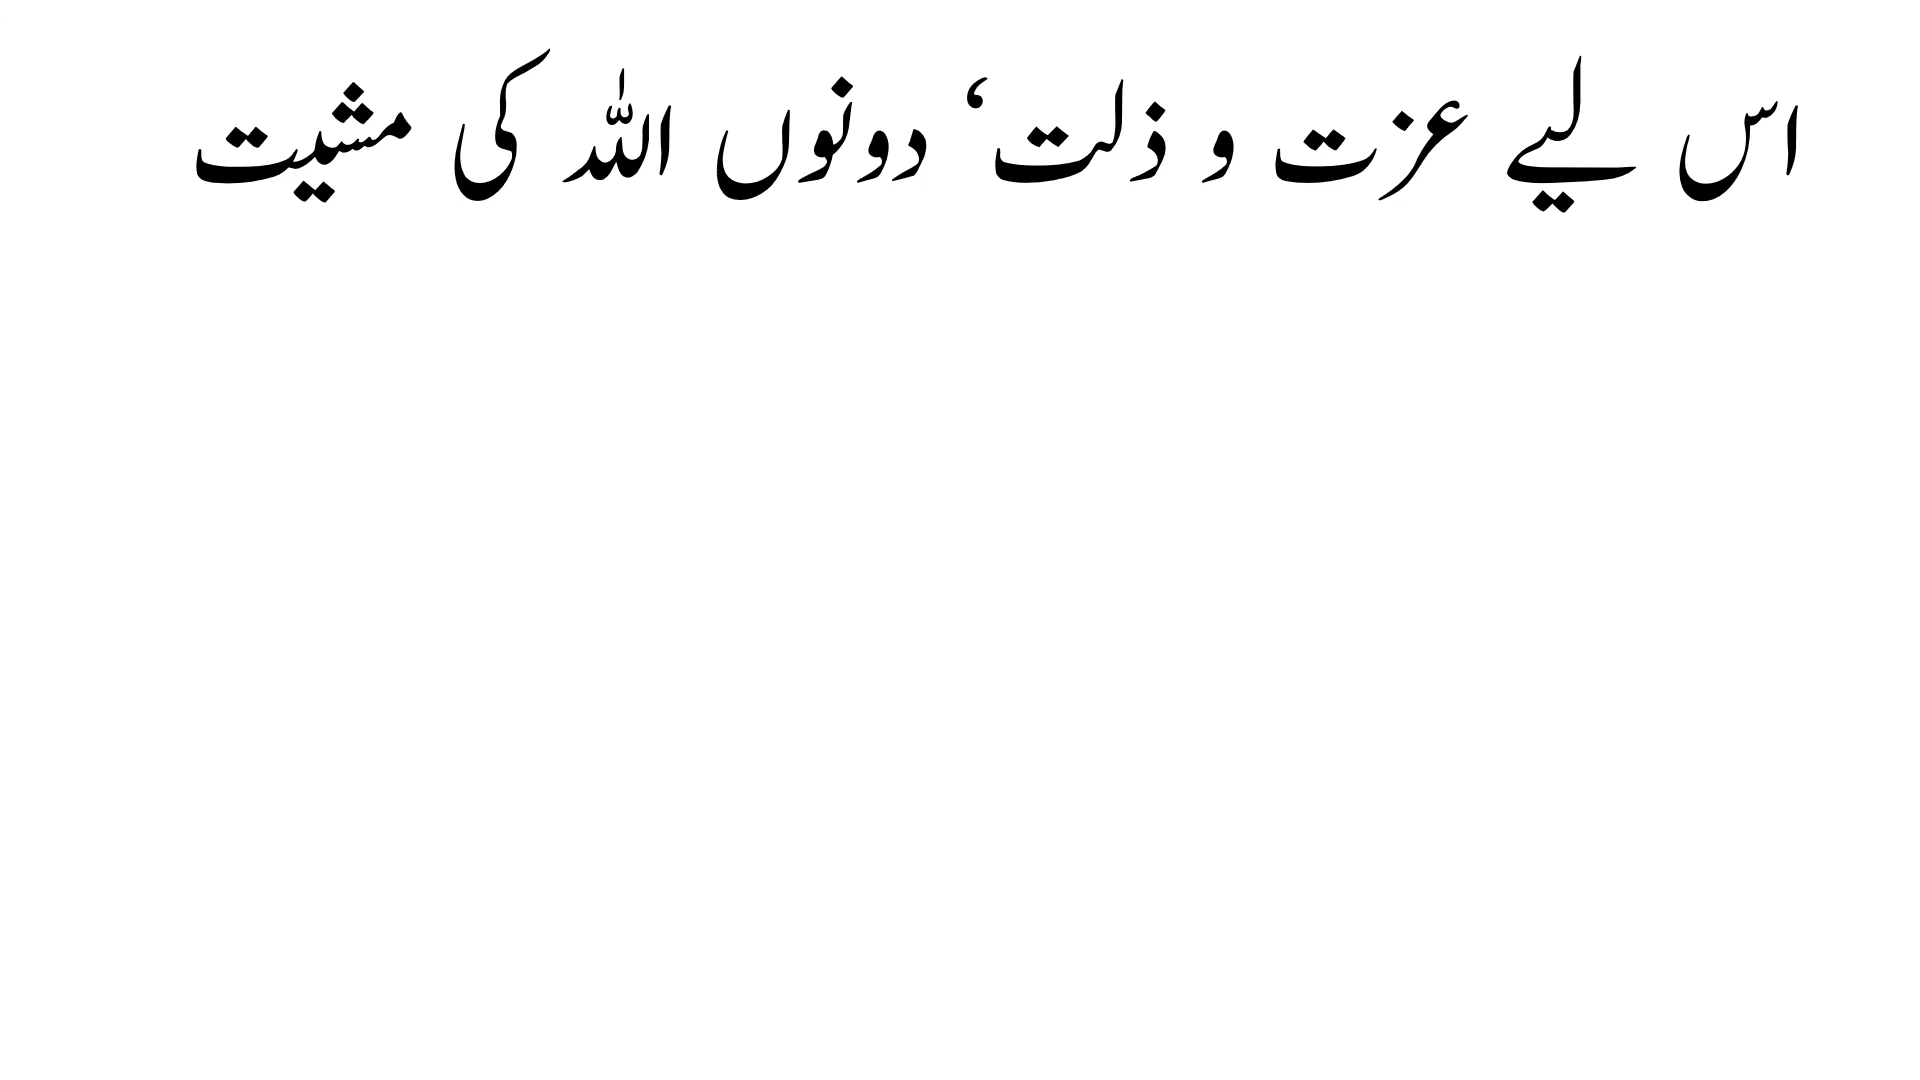 اس لیے عزت و ذلت‘ دونوں اللہ کی مشیت